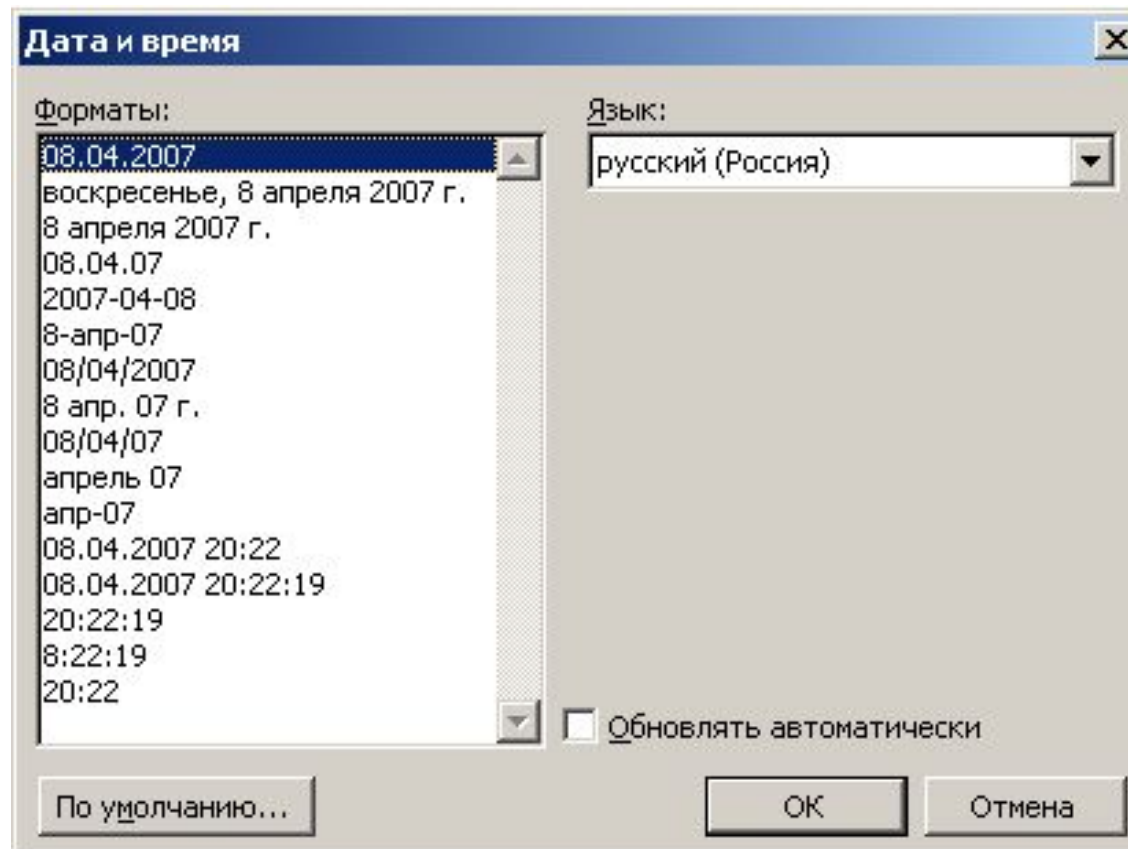 Дата и время
Форматы:
08.04.2007
воскресенье, 8 апреля 2007 г.
8 апреля 2007 г.
08.04.07
2007-04-08
8-апр-07
08/04/2007
8 апр. 07 г.
08/04/07
апрель 07
апр-07
08.04.2007 20:22
08.04.2007 20:22:19
20:22:19
8:22:19
20:22
Язык:
русский (Россия)
Обновлять автоматически
По умолчанию...
ОК
Отмена